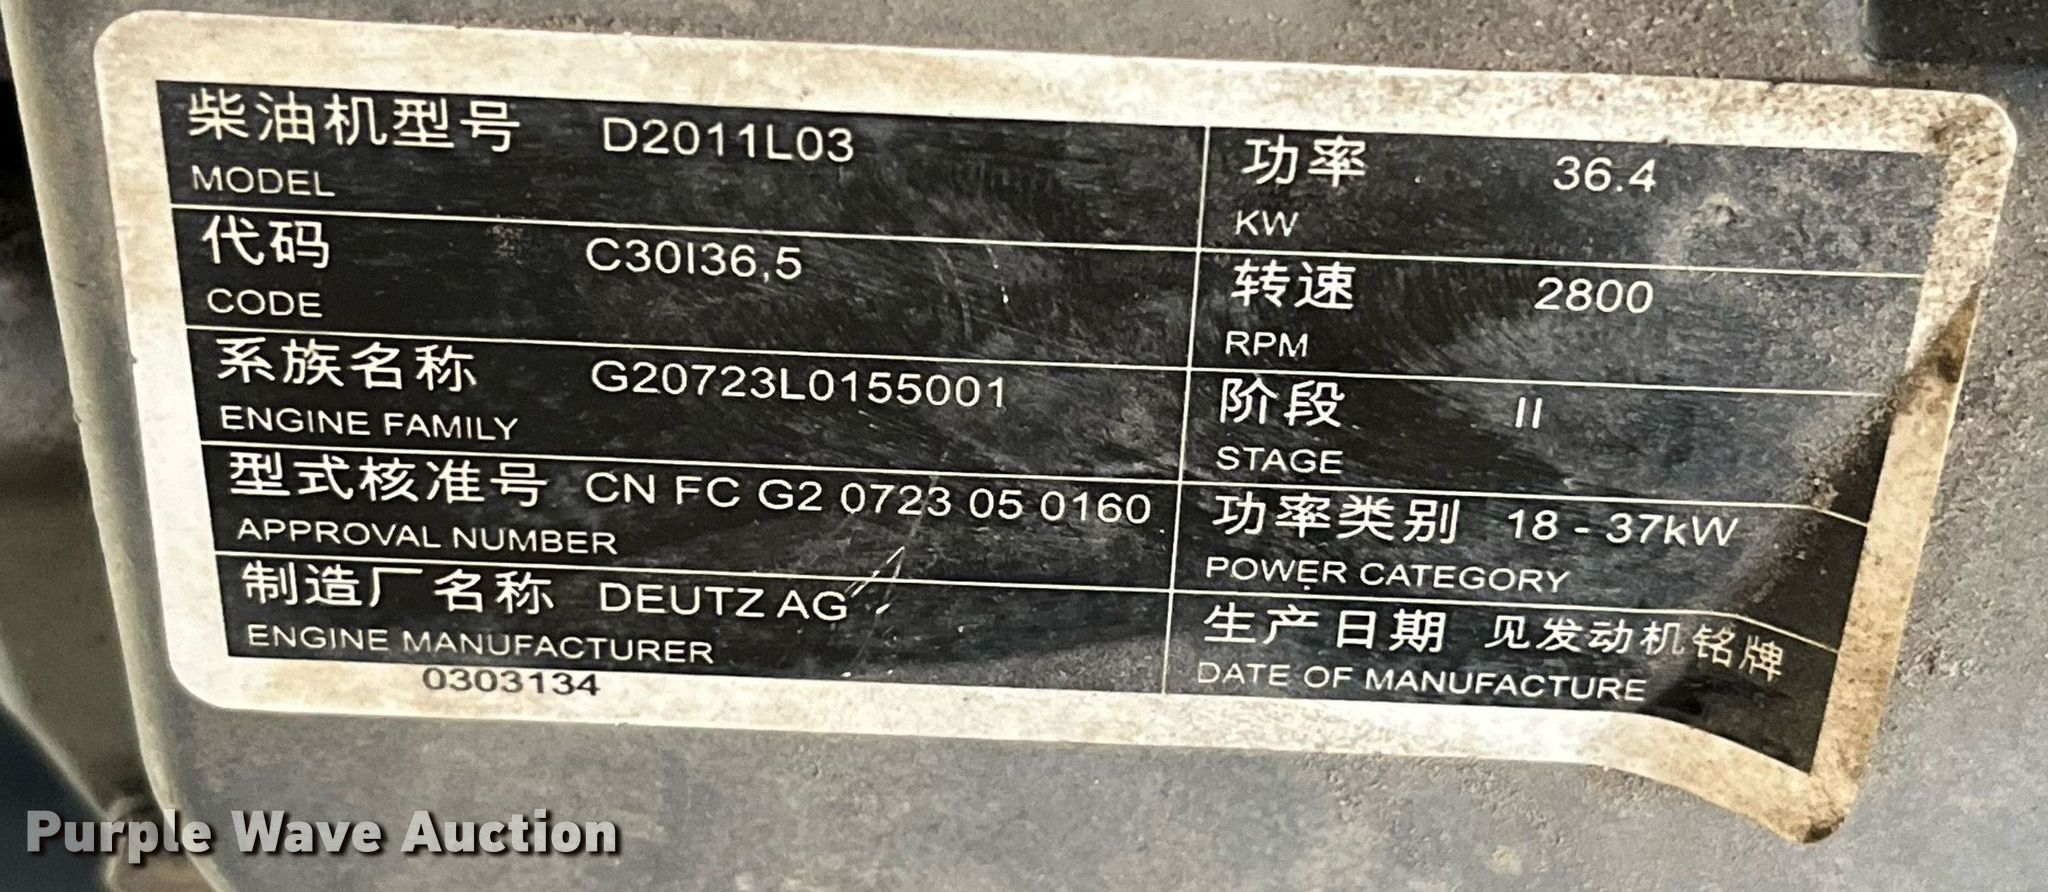 柴油机型号 D2011L03
MODEL
代码 C30I36,5
CODE
系族名称 G20723L0155001
ENGINE FAMILY
型式核准号 CN FC G2 0723 05 0160
APPROVAL NUMBER
制造厂名称 DEUTZ AG
ENGINE MANUFACTURER
0303134
功率 36.4
KW
转速 2800
RPM
阶段 II
STAGE
功率类别 18 - 37kW
POWER CATEGORY
生产日期 见发动机铭牌
DATE OF MANUFACTURE
Purple Wave Auction